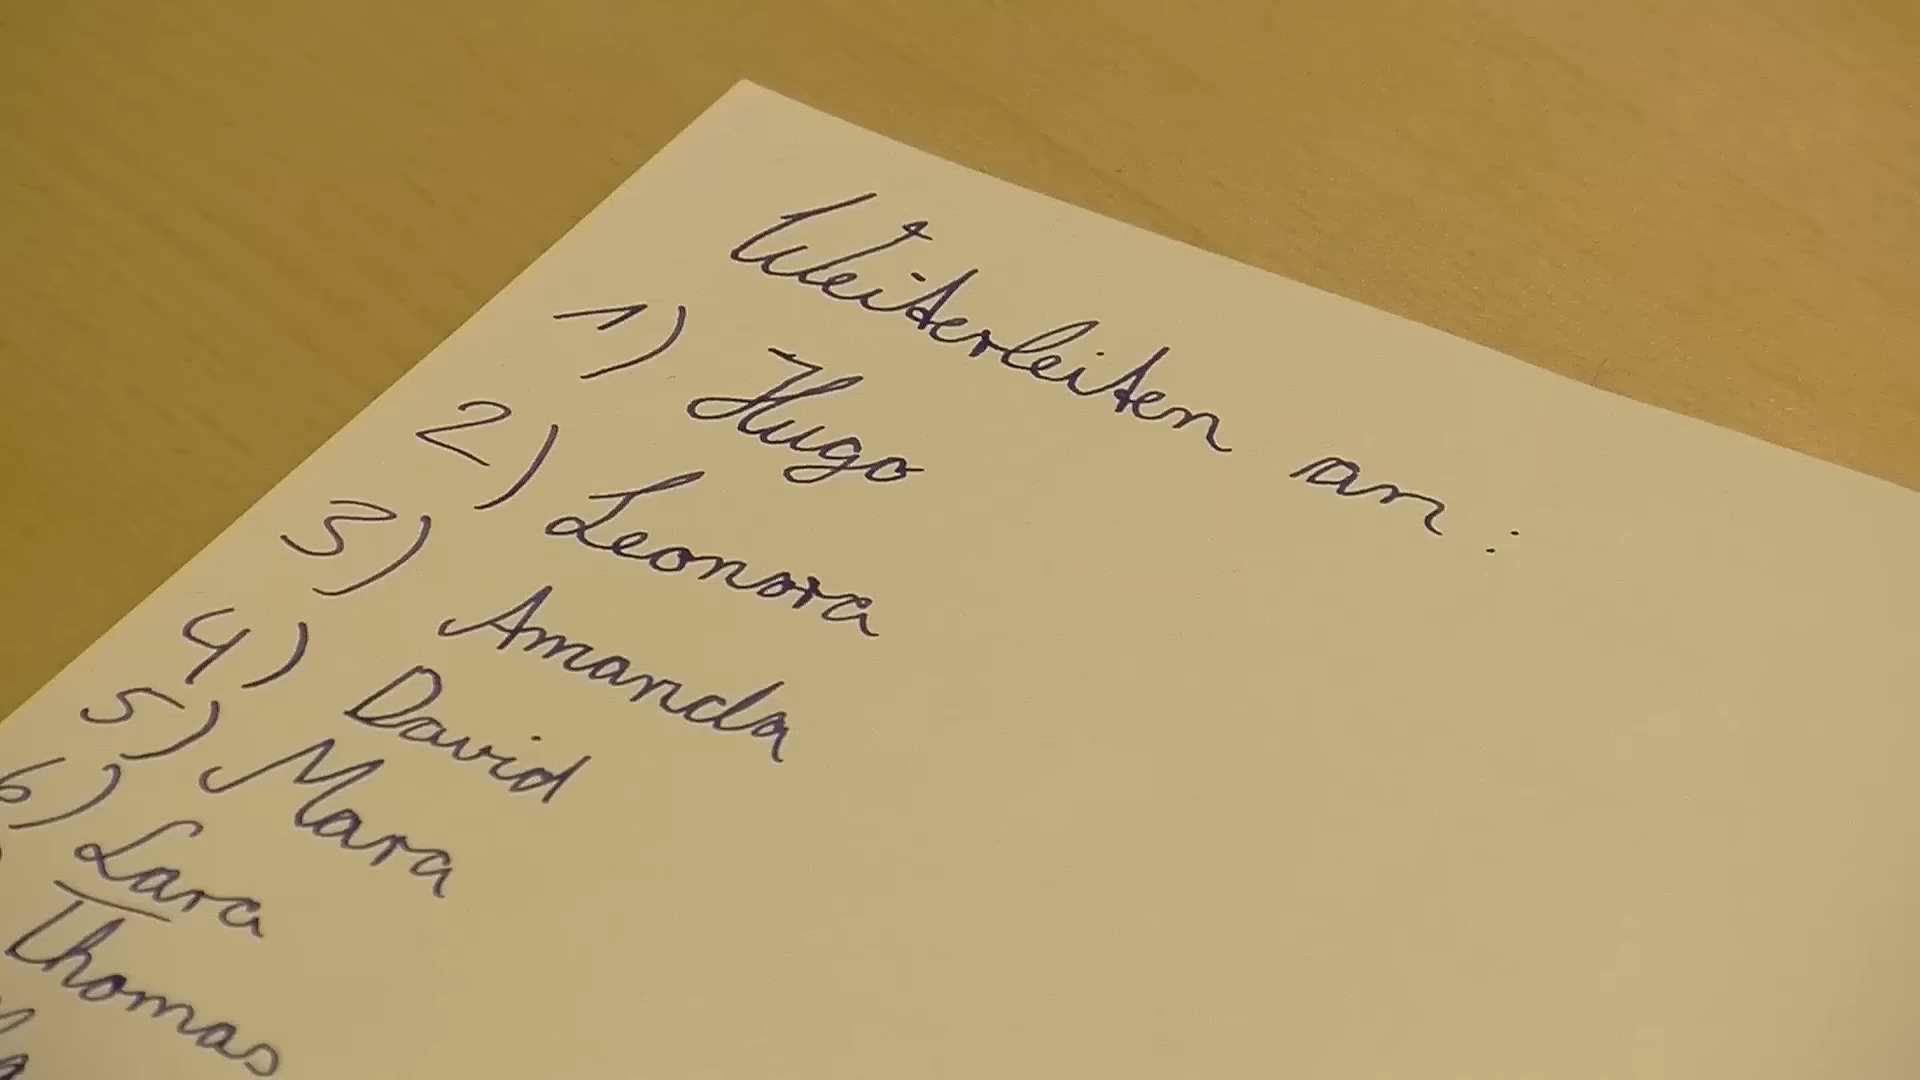 Weiterleiten an:
1) Hugo
2) Leonora
3) Amanda
4) David
5) Mara
6) Lara
Thomas